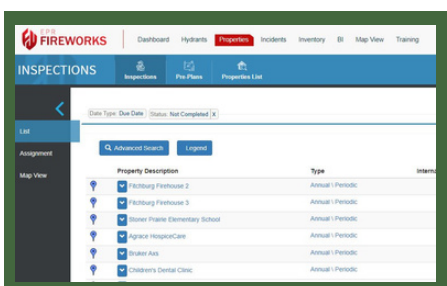 EPR
FIREWORKS
Dashboard Hydrants Properties Incidents Inventory BI Map View Training
INSPECTIONS
Inspections Pre-Plans Properties List
Date Type: Due Date Status: Not Completed X
List
Assignment
Map View
Advanced Search Legend
Property Description Type Interna
Fitchburg Firehouse 2 Annual \ Periodic
Fitchburg Firehouse 3 Annual \ Periodic
Stoner Prairie Elementary School Annual \ Periodic
Agrace HospiceCare Annual \ Periodic
Bruker Axs Annual \ Periodic
Children's Dental Clinic Annual \ Periodic